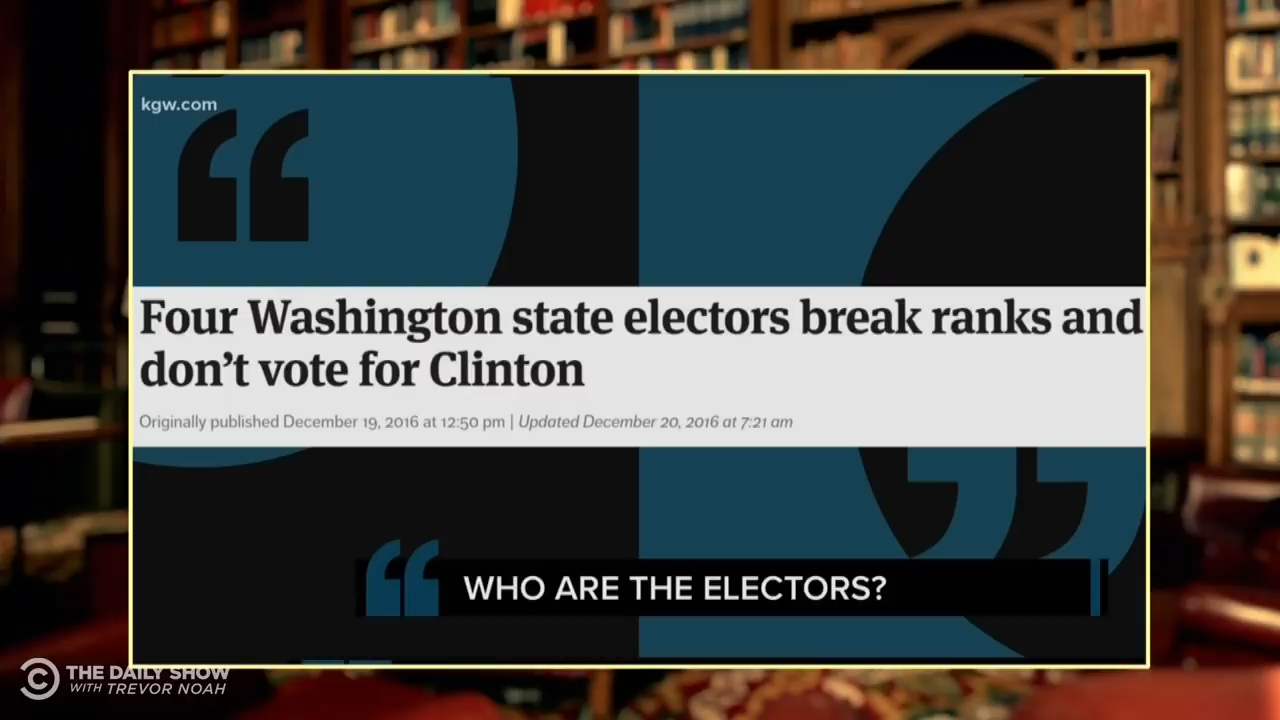 kgw.com
Four Washington state electors break ranks and
don’t vote for Clinton
Originally published December 19, 2016 at 12:50 pm | Updated December 20, 2016 at 7:21 am
WHO ARE THE ELECTORS?
THE DAILY SHOW
WITH TREVOR NOAH